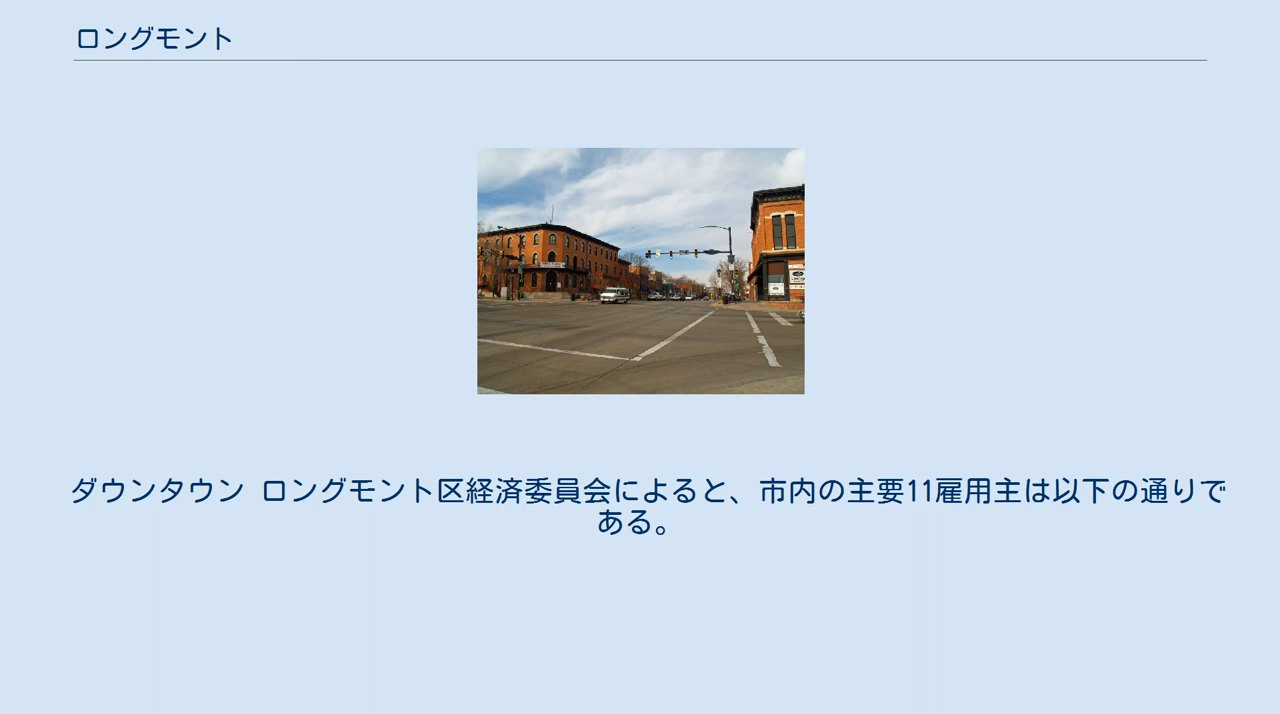 ロングモント
ダウンタウン ロングモント区経済委員会によると、市内の主要11雇用主は以下の通りで
ある。